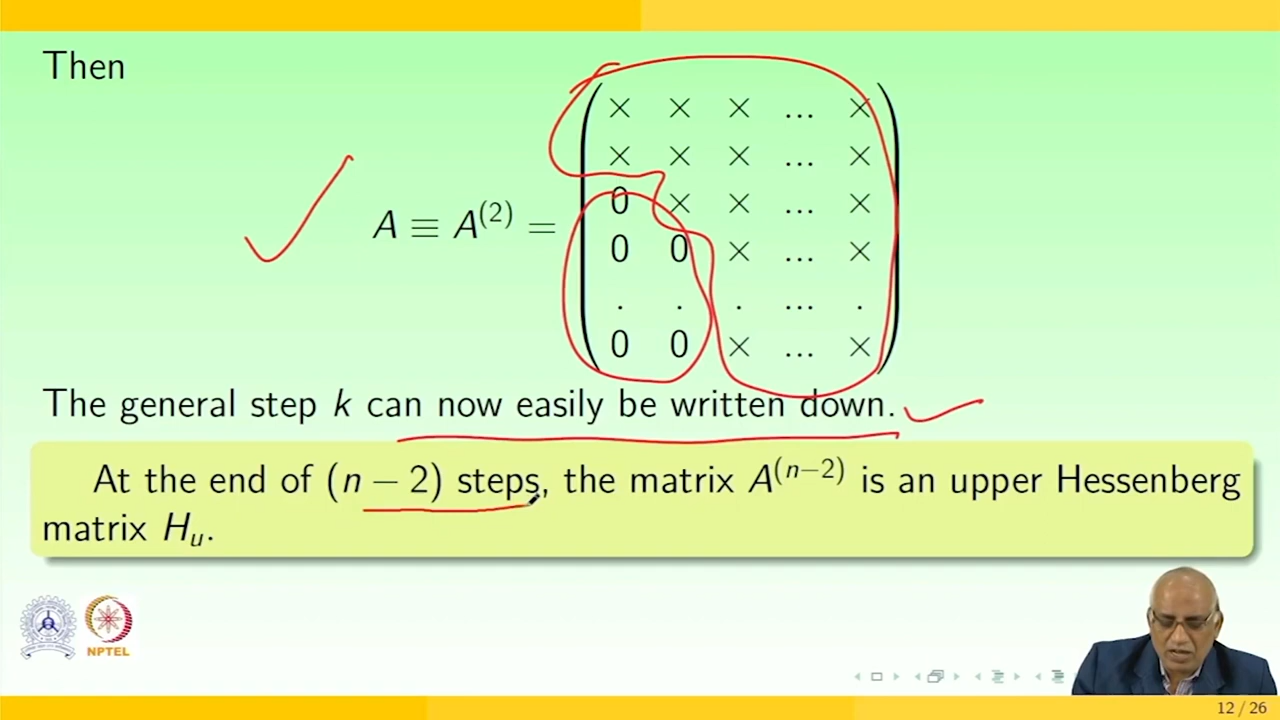 Then
× × × ... ×
× × × ... ×
0 × × ... ×
A ≡ A⁽²⁾ =
0 0 × ... ×
. . . ... .
0 0 × ... ×
The general step k can now easily be written down.
At the end of (n − 2) steps, the matrix A⁽ⁿ⁻²⁾ is an upper Hessenberg
matrix Hᵤ.
NPTEL
12 / 26